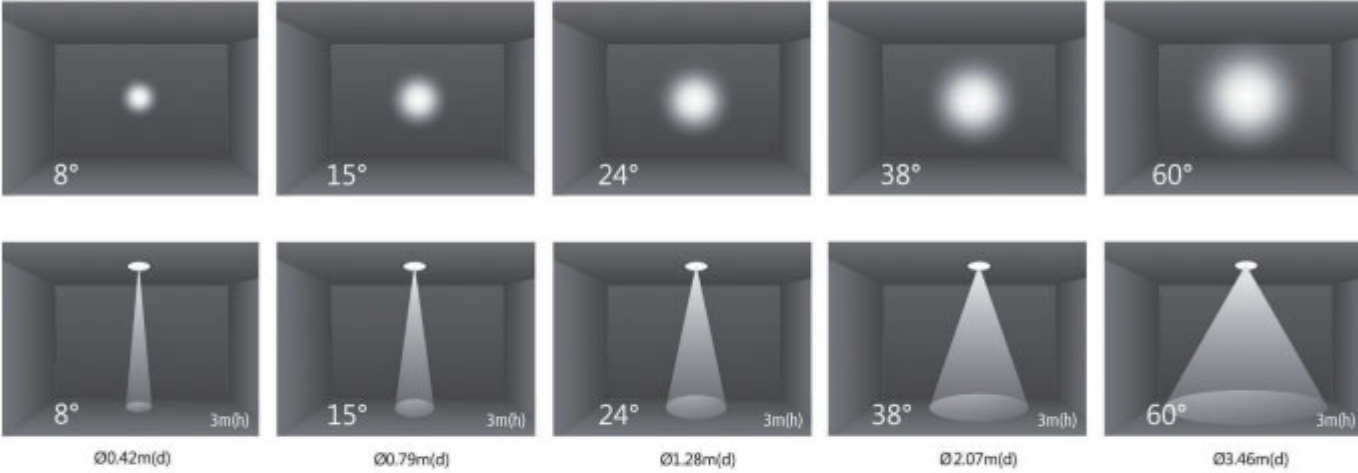 8° 15° 24° 38° 60°
8° 3m(h) 15° 3m(h) 24° 3m(h) 38° 3m(h) 60° 3m(h)
Ø0.42m(d) Ø0.79m(d) Ø1.28m(d) Ø2.07m(d) Ø3.46m(d)